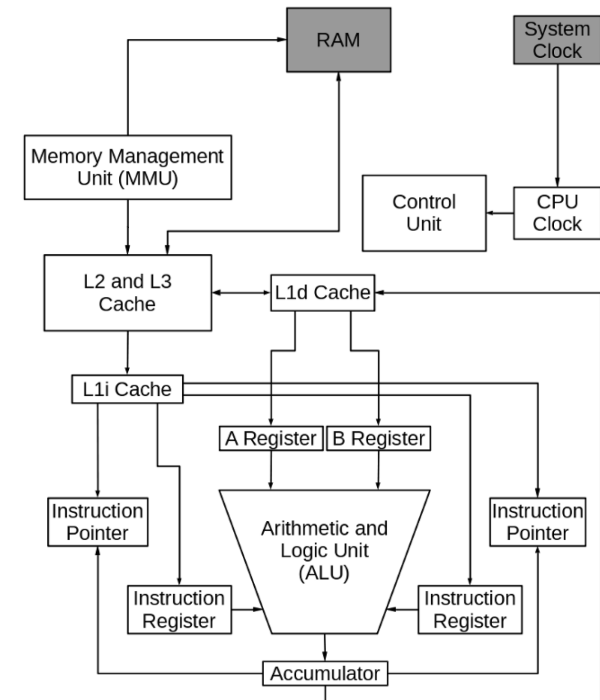 RAM
System
Clock
Memory Management
Unit (MMU)
Control
Unit
CPU
Clock
L2 and L3
Cache
L1d Cache
L1i Cache
A Register
B Register
Instruction
Pointer
Arithmetic and
Logic Unit
(ALU)
Instruction
Pointer
Instruction
Register
Instruction
Register
Accumulator